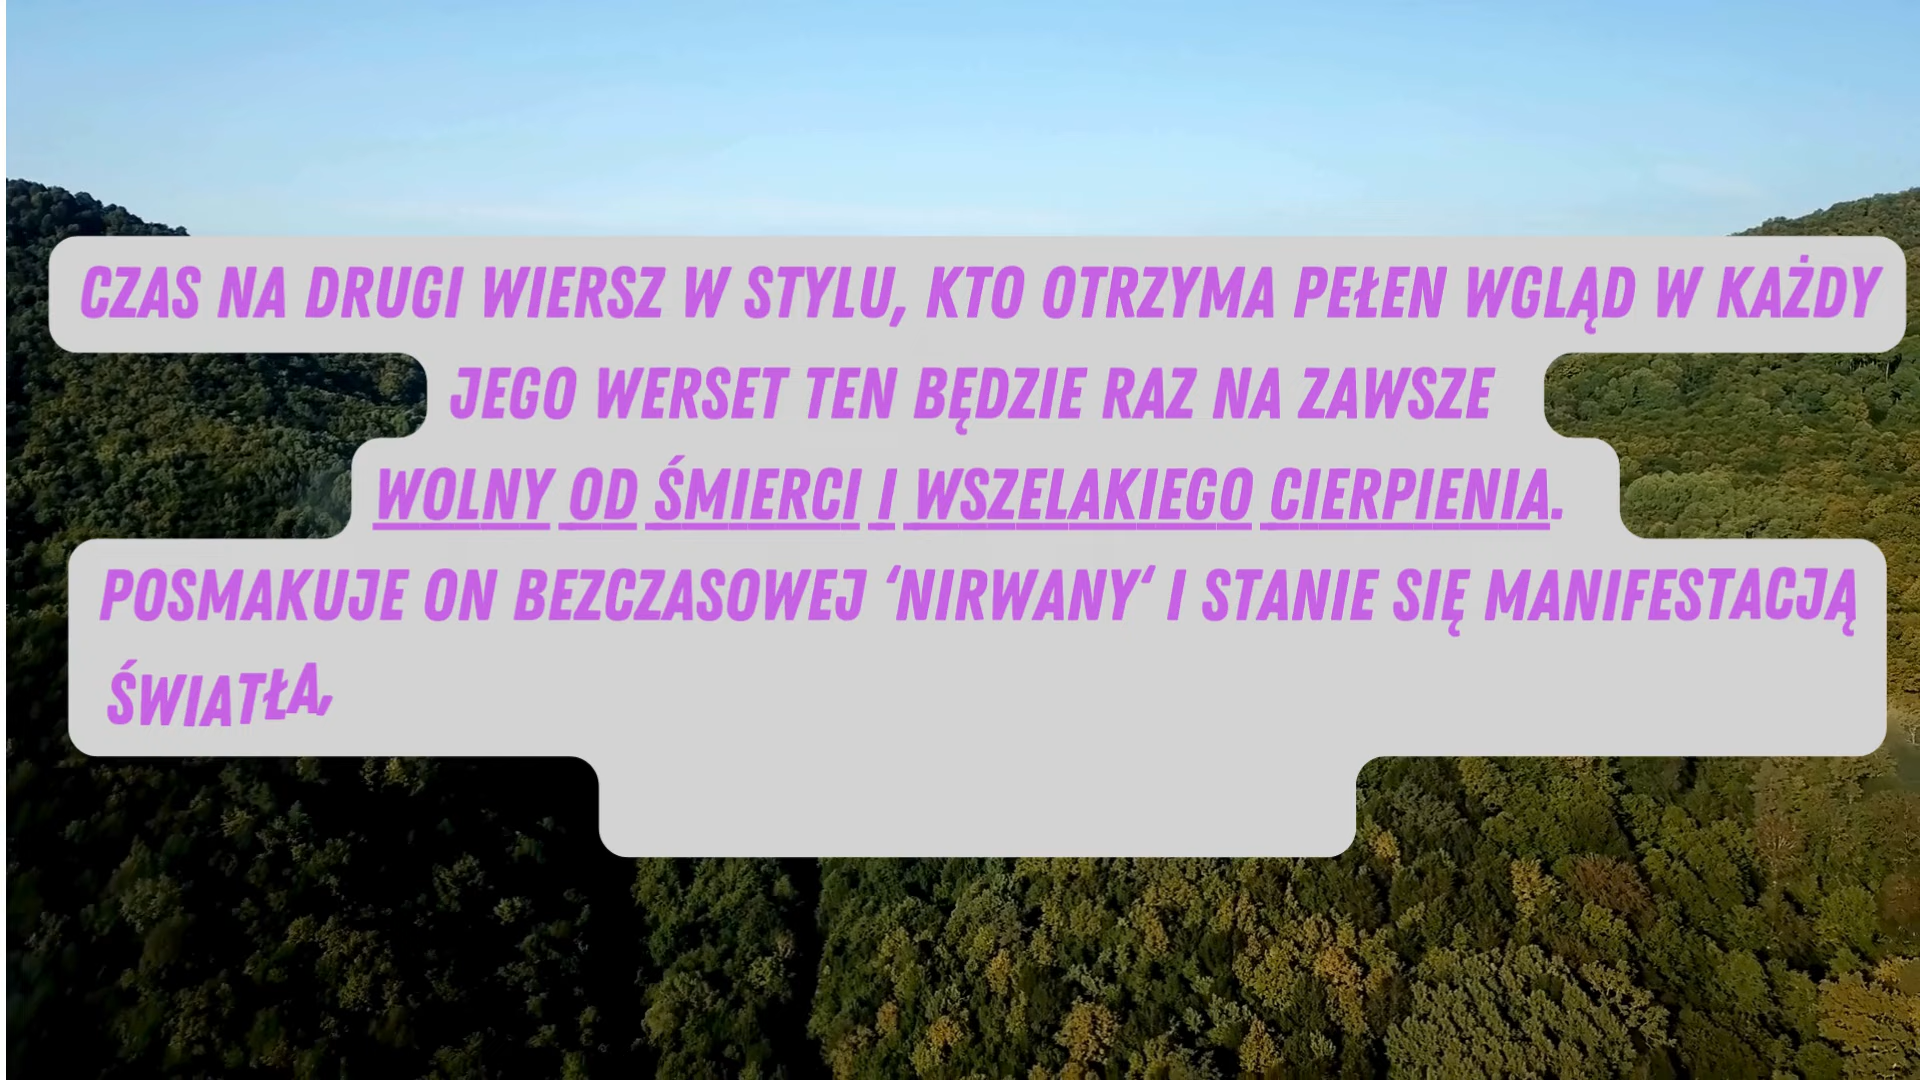 CZAS NA DRUGI WIERSZ W STYLU, KTO OTRZYMA PEŁEN WGLĄD W KAŻDY
JEGO WERSET TEN BĘDZIE RAZ NA ZAWSZE
WOLNY OD ŚMIERCI I WSZELAKIEGO CIERPIENIA.
POSMAKUJE ON BEZCZASOWEJ ‘NIRWANY‘ I STANIE SIĘ MANIFESTACJĄ
ŚWIATŁA,